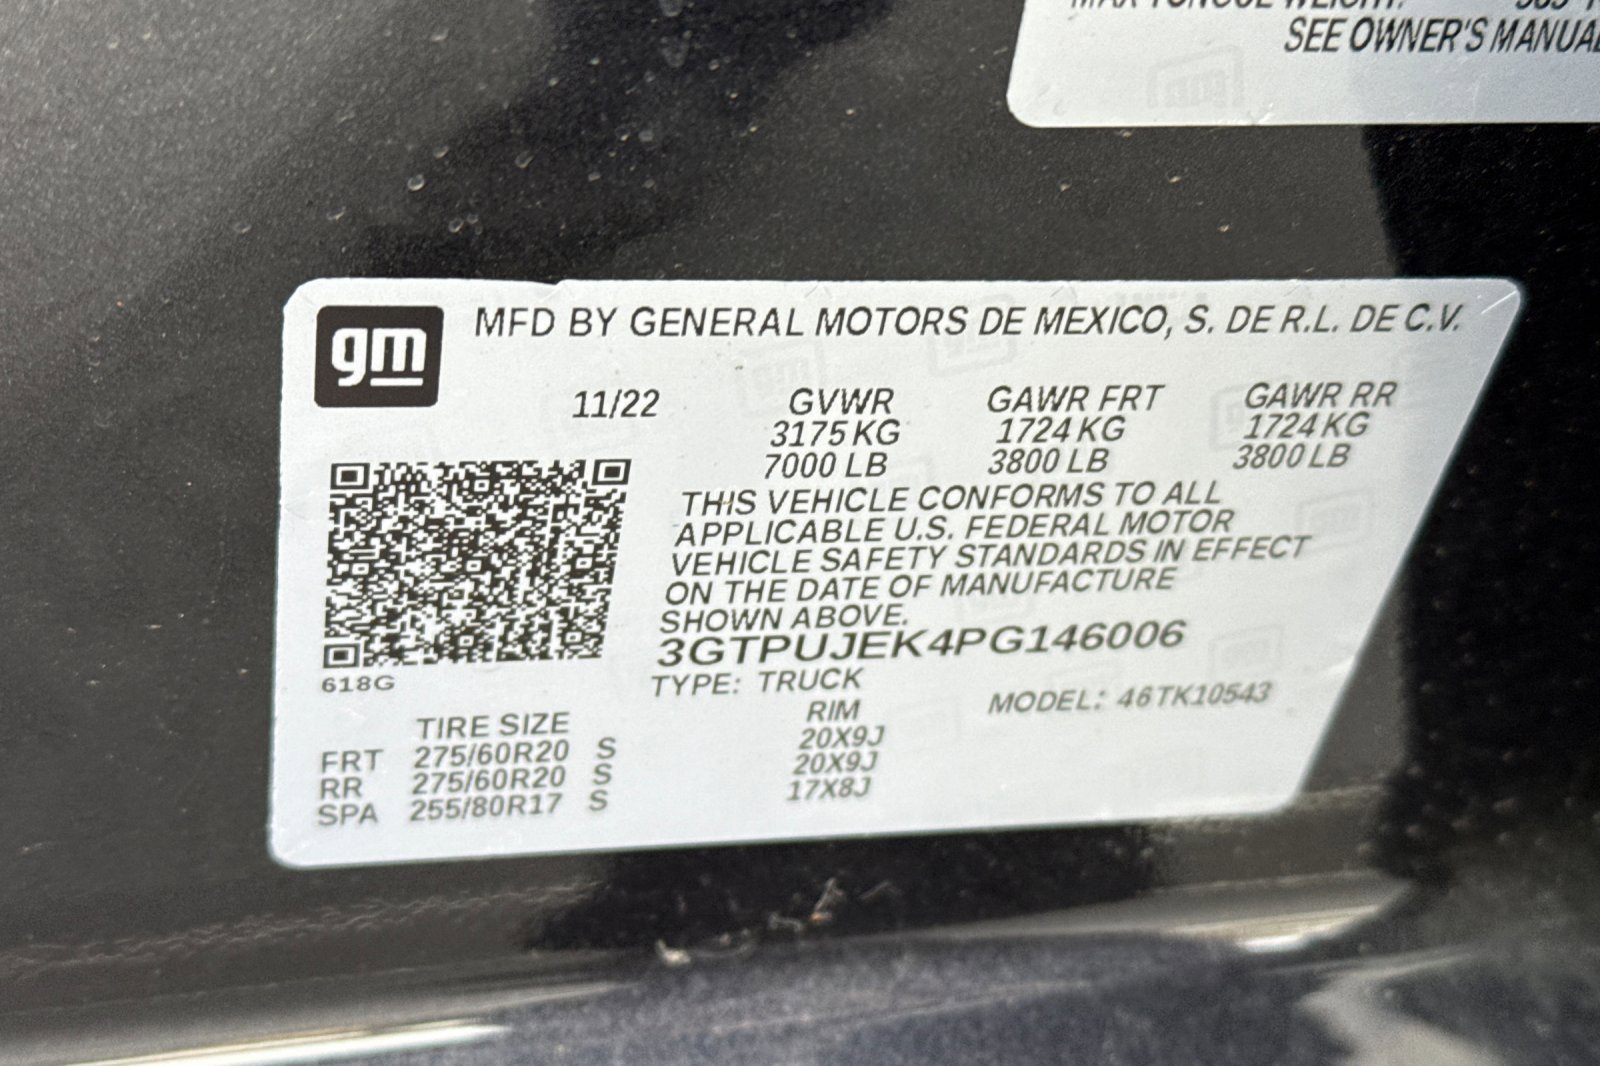 SEE OWNER'S MANUAL
gm
MFD BY GENERAL MOTORS DE MEXICO, S. DE R.L. DE C.V.
11/22 GVWR GAWR FRT GAWR RR
3175 KG 1724 KG 1724 KG
7000 LB 3800 LB 3800 LB
THIS VEHICLE CONFORMS TO ALL
APPLICABLE U.S. FEDERAL MOTOR
VEHICLE SAFETY STANDARDS IN EFFECT
ON THE DATE OF MANUFACTURE
SHOWN ABOVE.
3GTPUJEK4PG146006
618G
TYPE: TRUCK
MODEL: 46TK10543
TIRE SIZE RIM
FRT 275/60R20 S 20X9J
RR 275/60R20 S 20X9J
SPA 255/80R17 S 17X8J